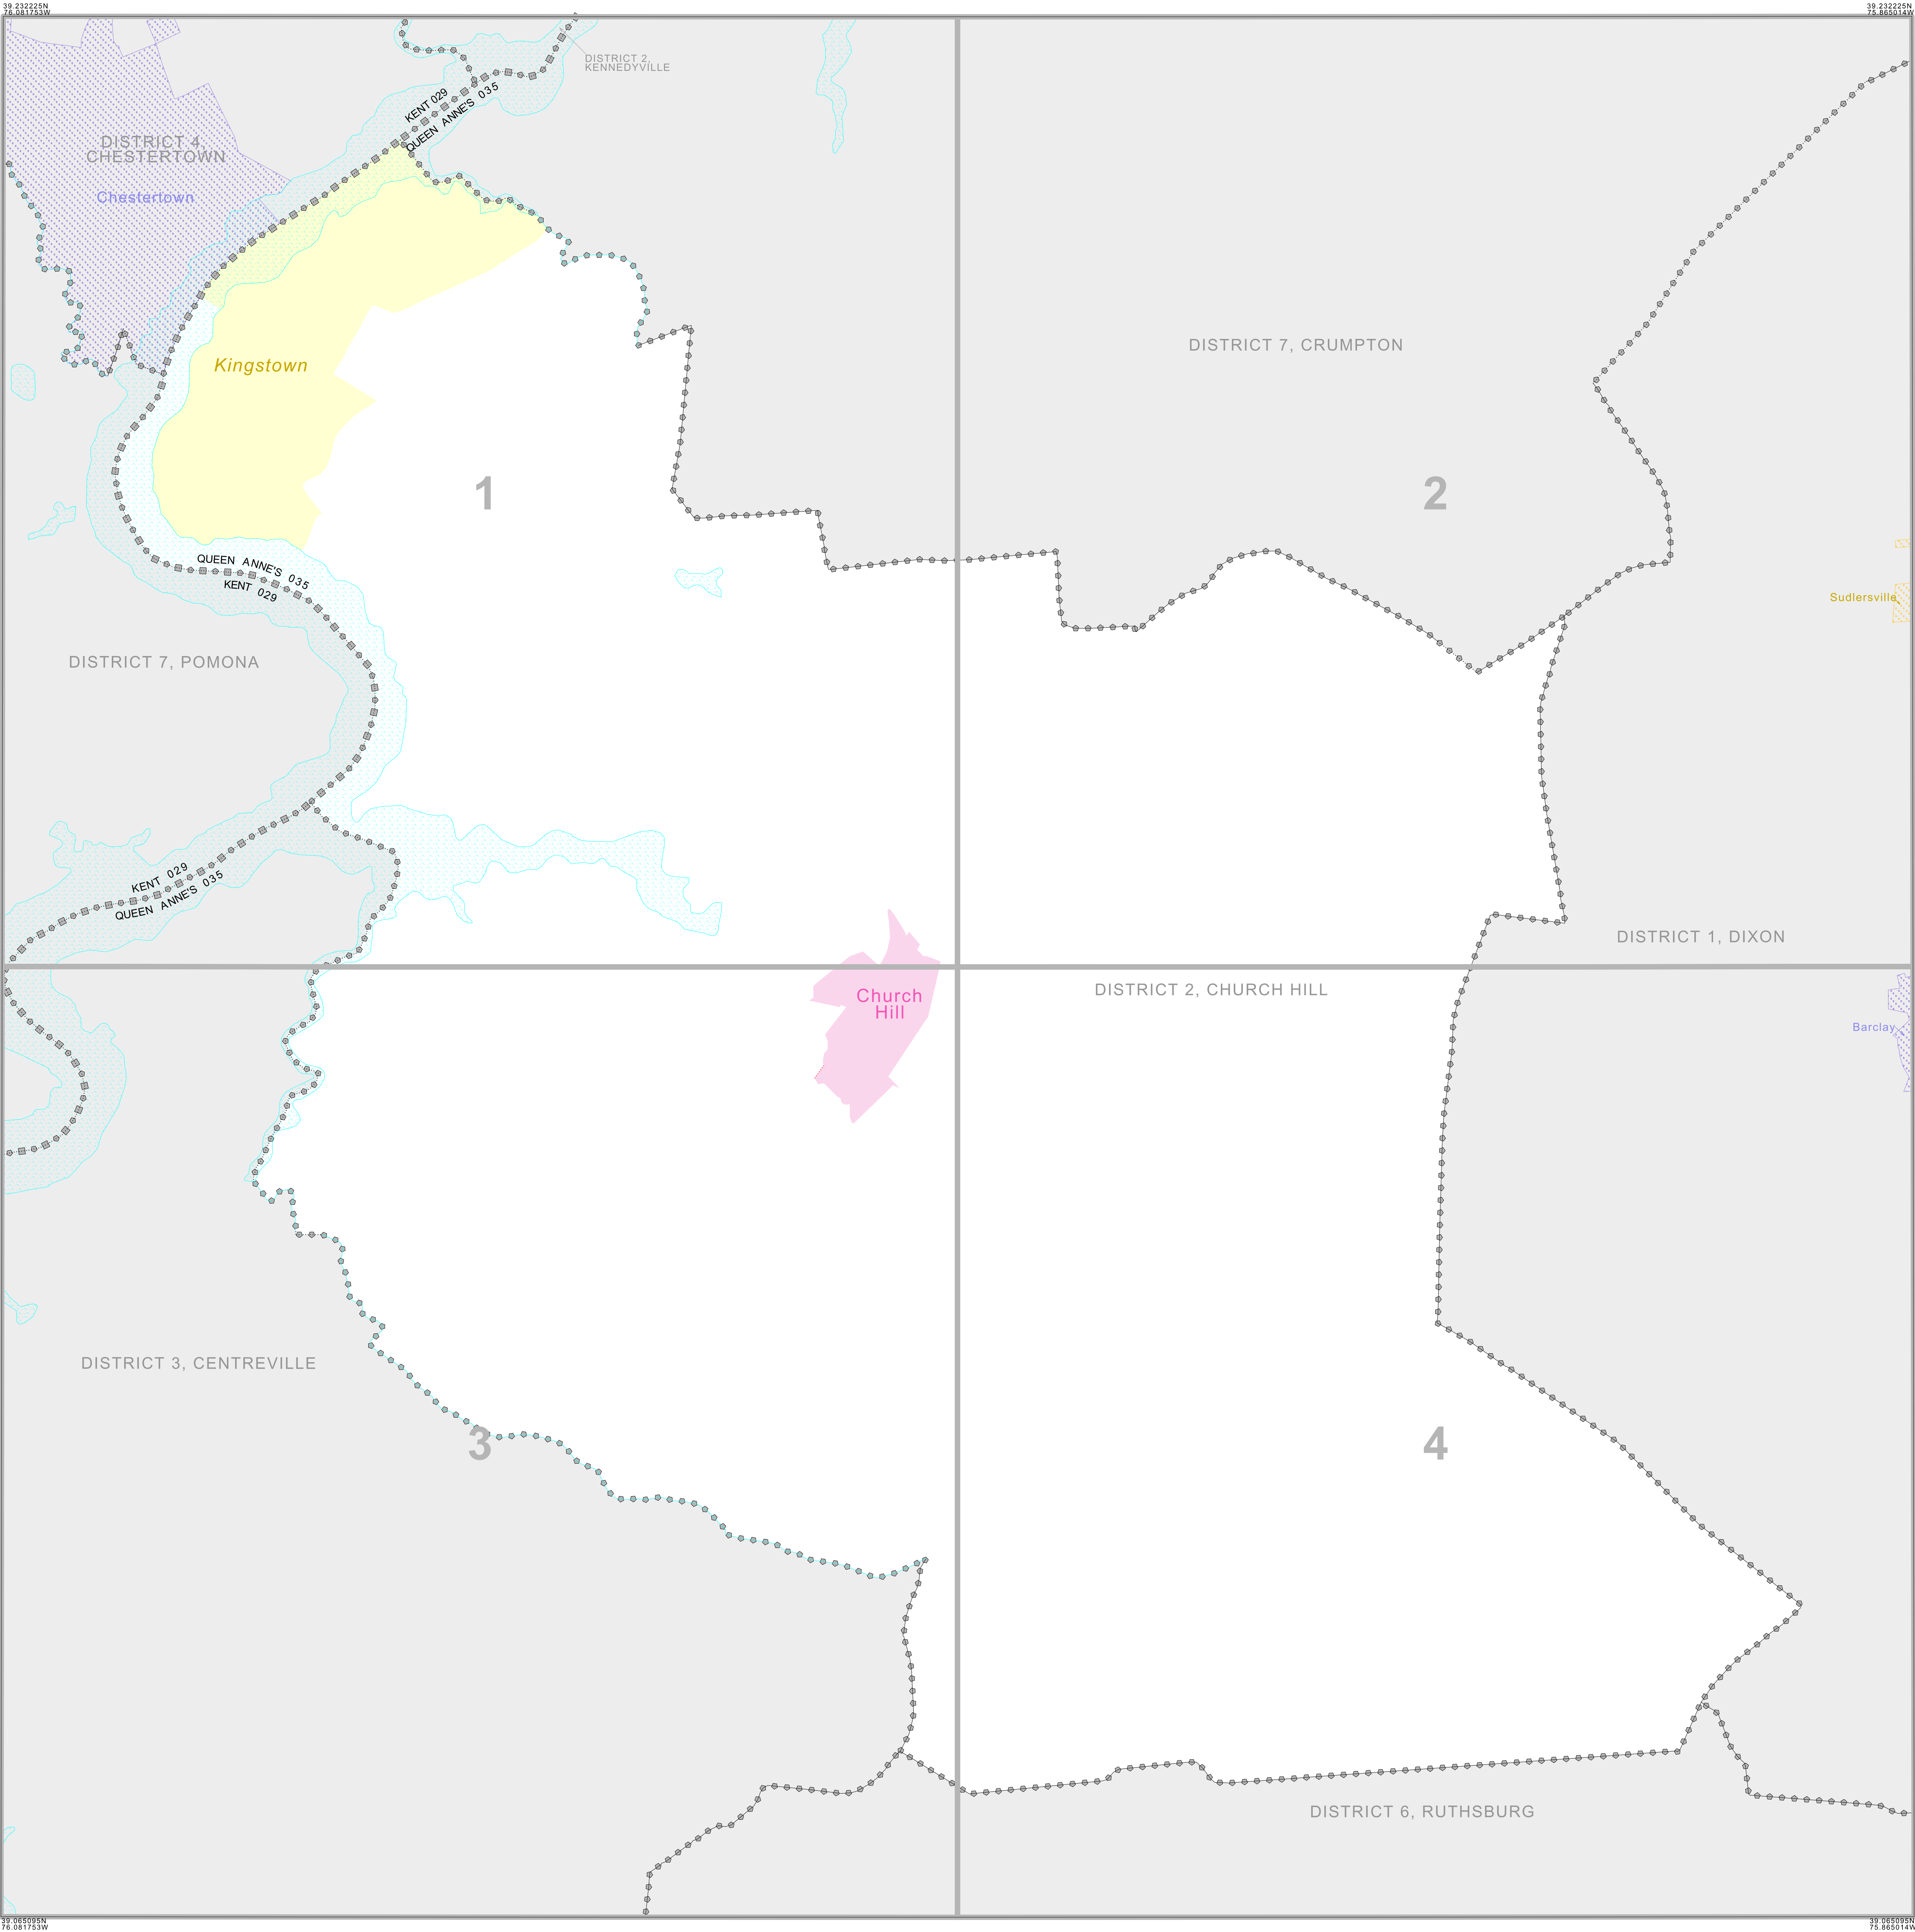 39.232225N
76.081753W
39.232225N
75.865014W
DISTRICT 2,
KENNEDYVILLE
KENT 029
QUEEN ANNE'S 035
DISTRICT 4,
CHESTERTOWN
Chestertown
DISTRICT 7, CRUMPTON
Kingstown
1
2
QUEEN ANNE'S 035
KENT 029
Sudlersville
DISTRICT 7, POMONA
KENT 029
QUEEN ANNE'S 035
DISTRICT 1, DIXON
DISTRICT 2, CHURCH HILL
Church
Hill
Barclay
DISTRICT 3, CENTREVILLE
3
4
DISTRICT 6, RUTHSBURG
39.065095N
76.081753W
39.065095N
75.865014W